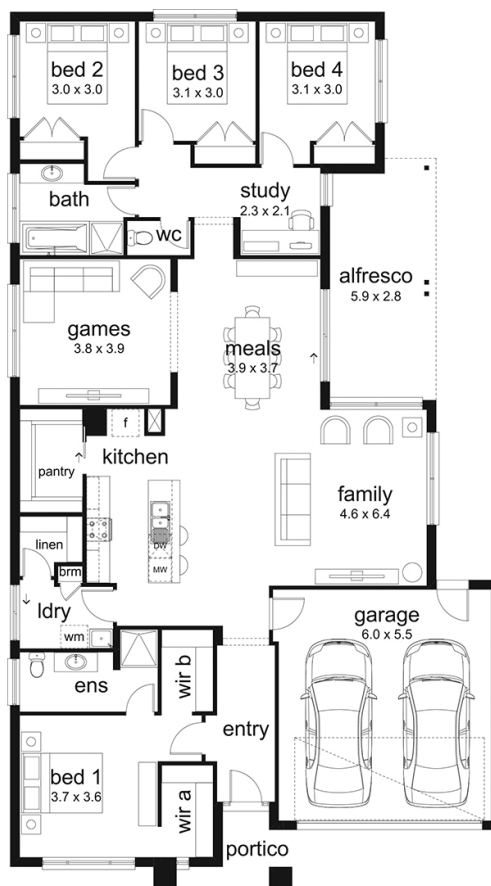 bed 2
3.0 x 3.0
bed 3
3.1 x 3.0
bed 4
3.1 x 3.0
bath
wc
study
2.3 x 2.1
alfresco
5.9 x 2.8
games
3.8 x 3.9
meals
3.9 x 3.7
f
kitchen
pantry
family
4.6 x 6.4
DW
MW
linen
brm
ldry
wm
garage
6.0 x 5.5
ens
wir b
entry
bed 1
3.7 x 3.6
wir a
portico